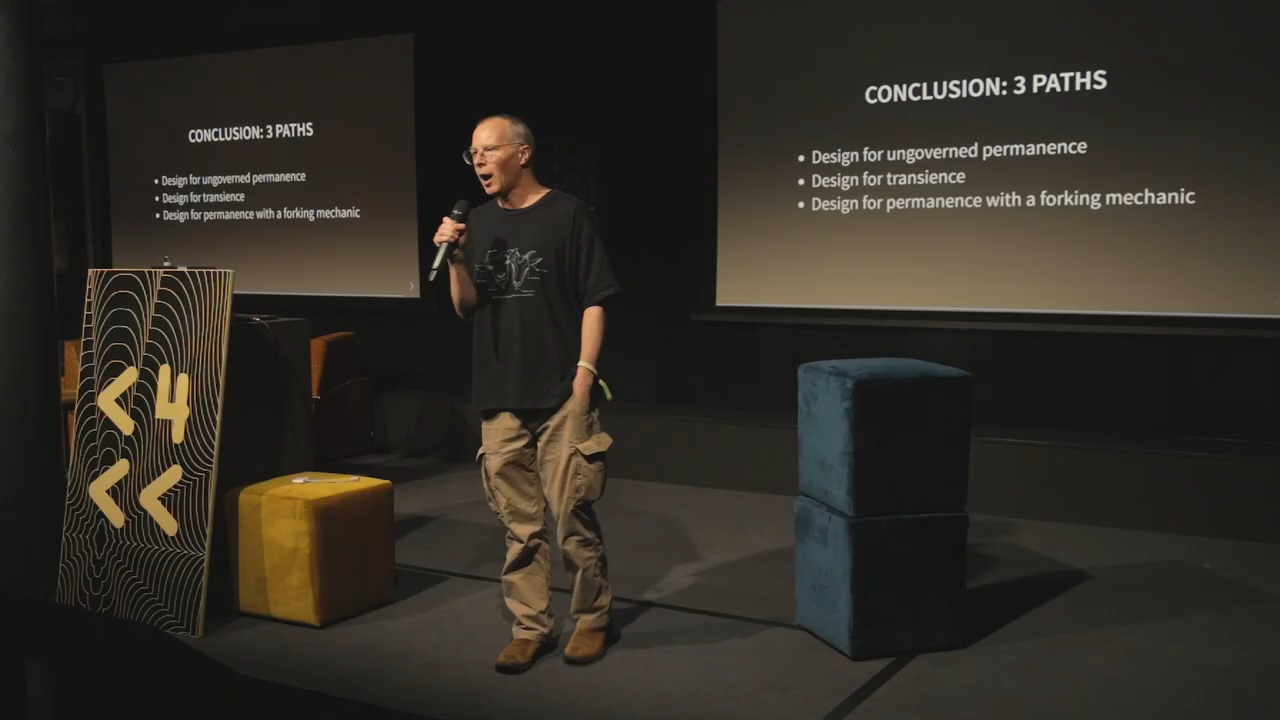 CONCLUSION: 3 PATHS
• Design for ungoverned permanence
• Design for transience
• Design for permanence with a forking mechanic
CONCLUSION: 3 PATHS
• Design for ungoverned permanence
• Design for transience
• Design for permanence with a forking mechanic
<4
<<